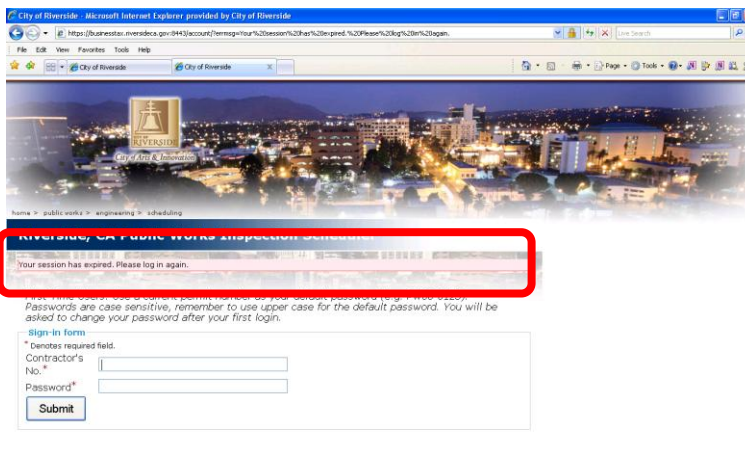 City of Riverside - Microsoft Internet Explorer provided by City of Riverside
https://businesstax.riversideca.gov:8443/account/?errmsg=Your%20session%20has%20expired.%20Please%20log%20in%20again.
Live Search
File Edit View Favorites Tools Help
City of Riverside City of Riverside X
Page Tools
CITY OF
RIVERSIDE
City of Arts & Innovation
home > public works > engineering > scheduling
Riverside, CA Public Works Inspection Scheduler
Your session has expired. Please log in again.
First Time Users: Use a current permit number as your default password (e.g.
Passwords are case sensitive, remember to use upper case for the default password. You will be
asked to change your password after your first login.
Sign-in form
* Denotes required field.
Contractor's
No.*
Password*
Submit